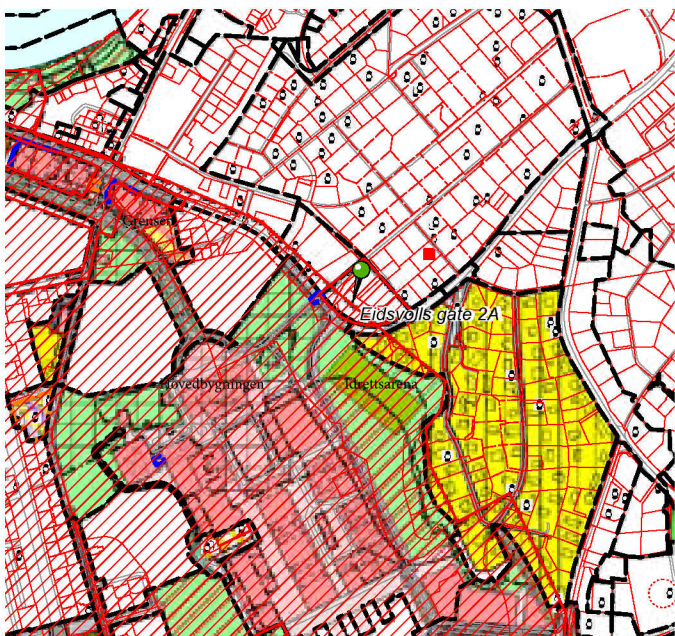 Grensen
Eidsvolls gate 2A
Hovedbygningen
Idrettsarena